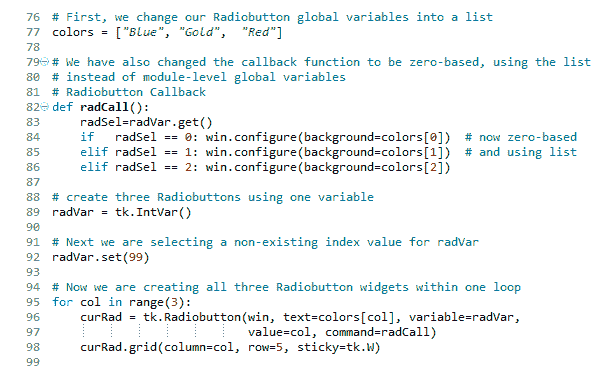 76 # First, we change our Radiobutton global variables into a list
77 colors = ["Blue", "Gold", "Red"]
78
79 # We have also changed the callback function to be zero-based, using the list
80 # instead of module-level global variables
81 # Radiobutton Callback
82 def radCall():
83     radSel=radVar.get()
84     if   radSel == 0: win.configure(background=colors[0])  # now zero-based
85     elif radSel == 1: win.configure(background=colors[1])  # and using list
86     elif radSel == 2: win.configure(background=colors[2])
87
88 # create three Radiobuttons using one variable
89 radVar = tk.IntVar()
90
91 # Next we are selecting a non-existing index value for radVar
92 radVar.set(99)
93
94 # Now we are creating all three Radiobutton widgets within one loop
95 for col in range(3):
96     curRad = tk.Radiobutton(win, text=colors[col], variable=radVar,
97                             value=col, command=radCall)
98     curRad.grid(column=col, row=5, sticky=tk.W)
99